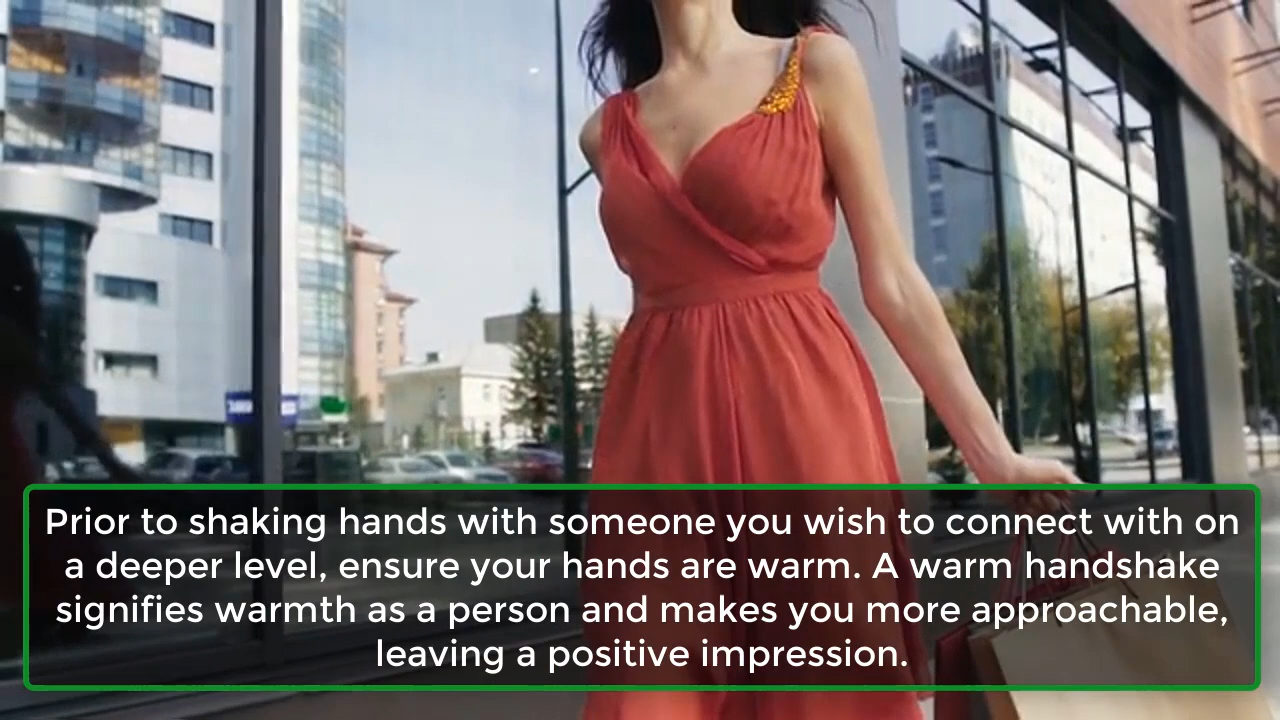 Prior to shaking hands with someone you wish to connect with on
a deeper level, ensure your hands are warm. A warm handshake
signifies warmth as a person and makes you more approachable,
leaving a positive impression.